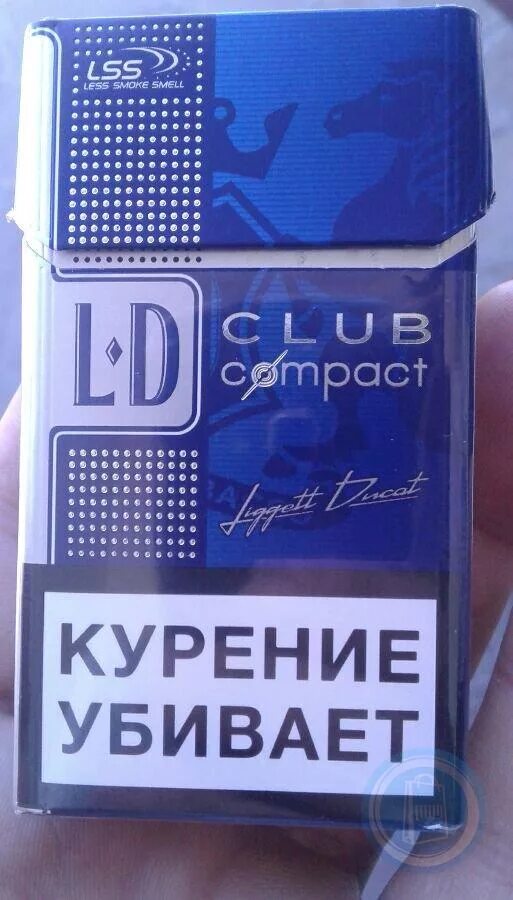 LSS
LESS SMOKE SMELL
L·D
CLUB
compact
Liggett Ducat
КУРЕНИЕ
УБИВАЕТ